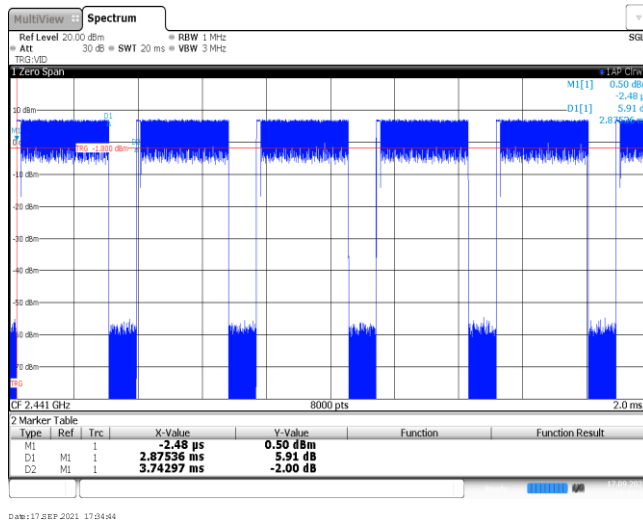 MultiView Spectrum
Ref Level 20.00 dBm RBW 1 MHz SGL
Att 30 dB SWT 20 ms VBW 3 MHz
TRG:VID
1 Zero Span 1AP Clrw
M1[1] 0.50 dBm
-2.48 µs
D1[1] 5.91 dB
2.87536 ms
10 dBm
D1
M1
0 dBm
TRG -1.800 dBm
-10 dBm
-20 dBm
-30 dBm
-40 dBm
-50 dBm
-60 dBm
-70 dBm
TRG
CF 2.441 GHz 8000 pts 2.0 ms
2 Marker Table
Type Ref Trc X-Value Y-Value Function Function Result
M1 1 -2.48 µs 0.50 dBm
D1 M1 1 2.87536 ms 5.91 dB
D2 M1 1 3.74297 ms -2.00 dB
Date:17.SEP.2021 17:34:44